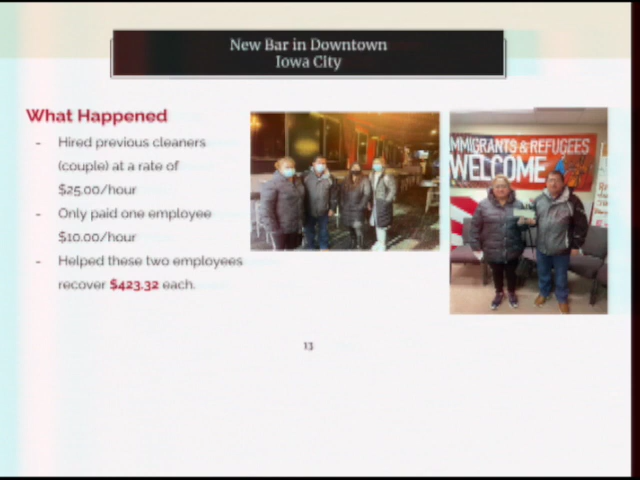 New Bar in Downtown
Iowa City
What Happened
- Hired previous cleaners
(couple) at a rate of
$25.00/hour
- Only paid one employee
$10.00/hour
- Helped these two employees
recover $423.32 each.
IMMIGRANTS & REFUGEES
WELCOME
13